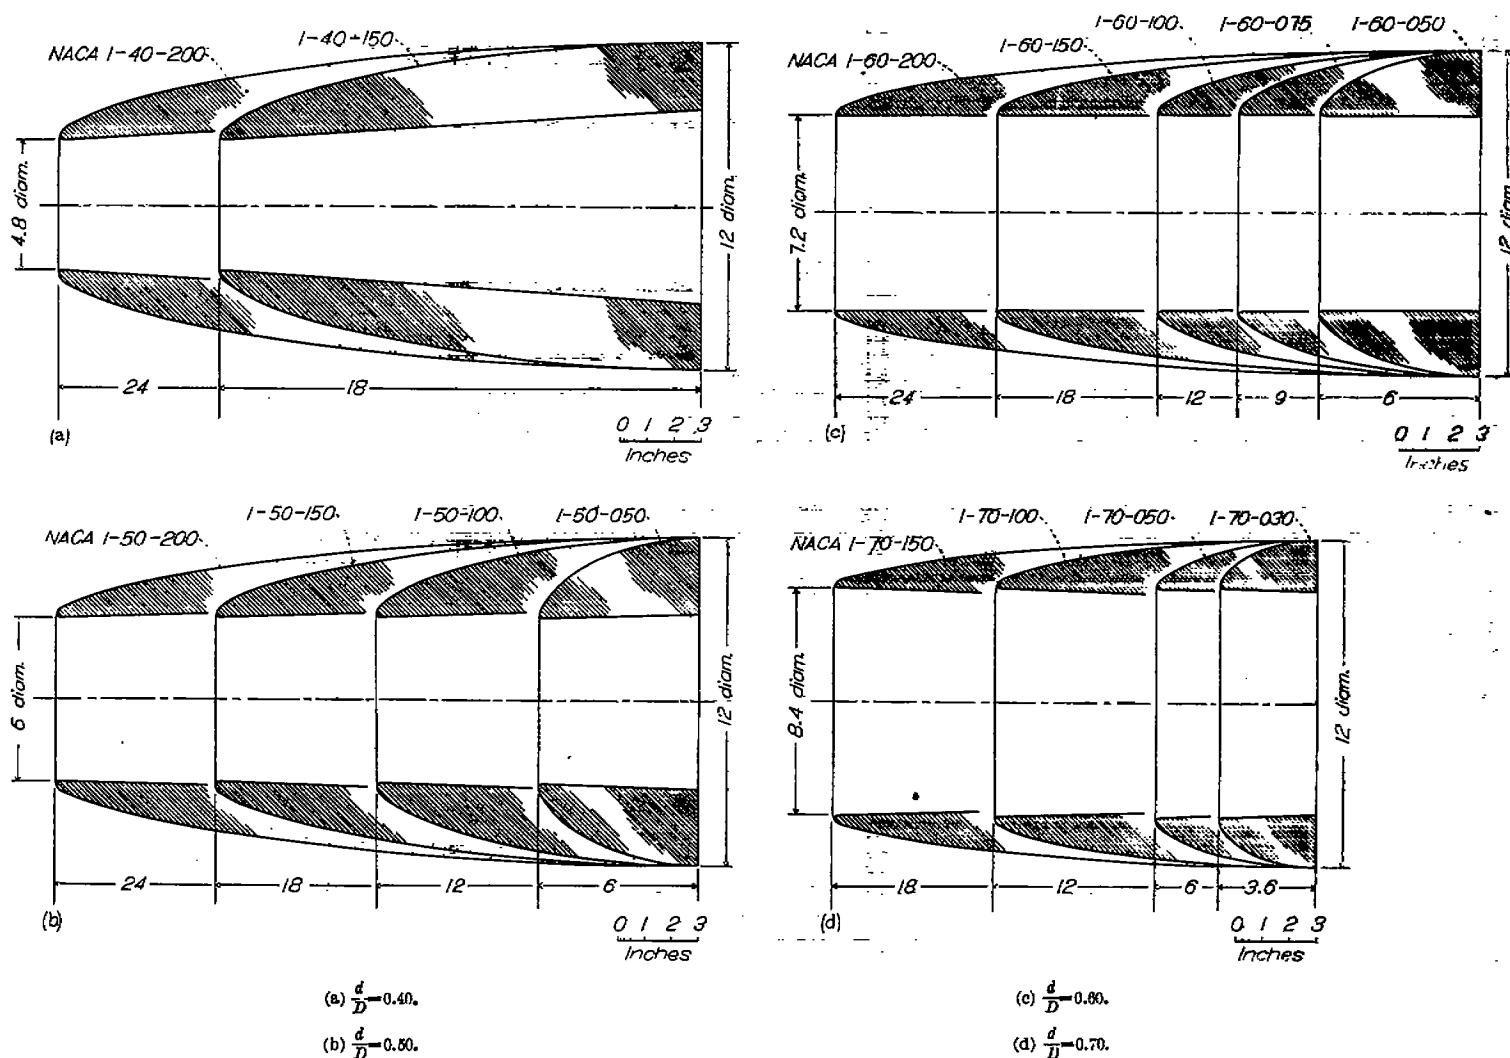 NACA 1-40-200
1-40-150
4.8 diam.
12 diam.
24
18
(a)
0 1 2 3
Inches
1-60-100
1-60-075
1-60-050
1-60-150
NACA 1-60-200
7.2 diam.
12 diam.
24
18
12
9
6
(c)
0 1 2 3
Inches
1-50-150
1-50-100
1-50-050
NACA 1-50-200
6 diam.
12 diam.
24
18
12
6
(b)
0 1 2 3
Inches
1-70-100
1-70-050
1-70-030
NACA 1-70-150
8.4 diam.
12 diam.
18
12
6
3.6
(d)
0 1 2 3
Inches
(a) d/D=0.40.
(b) d/D=0.50.
(c) d/D=0.60.
(d) d/D=0.70.